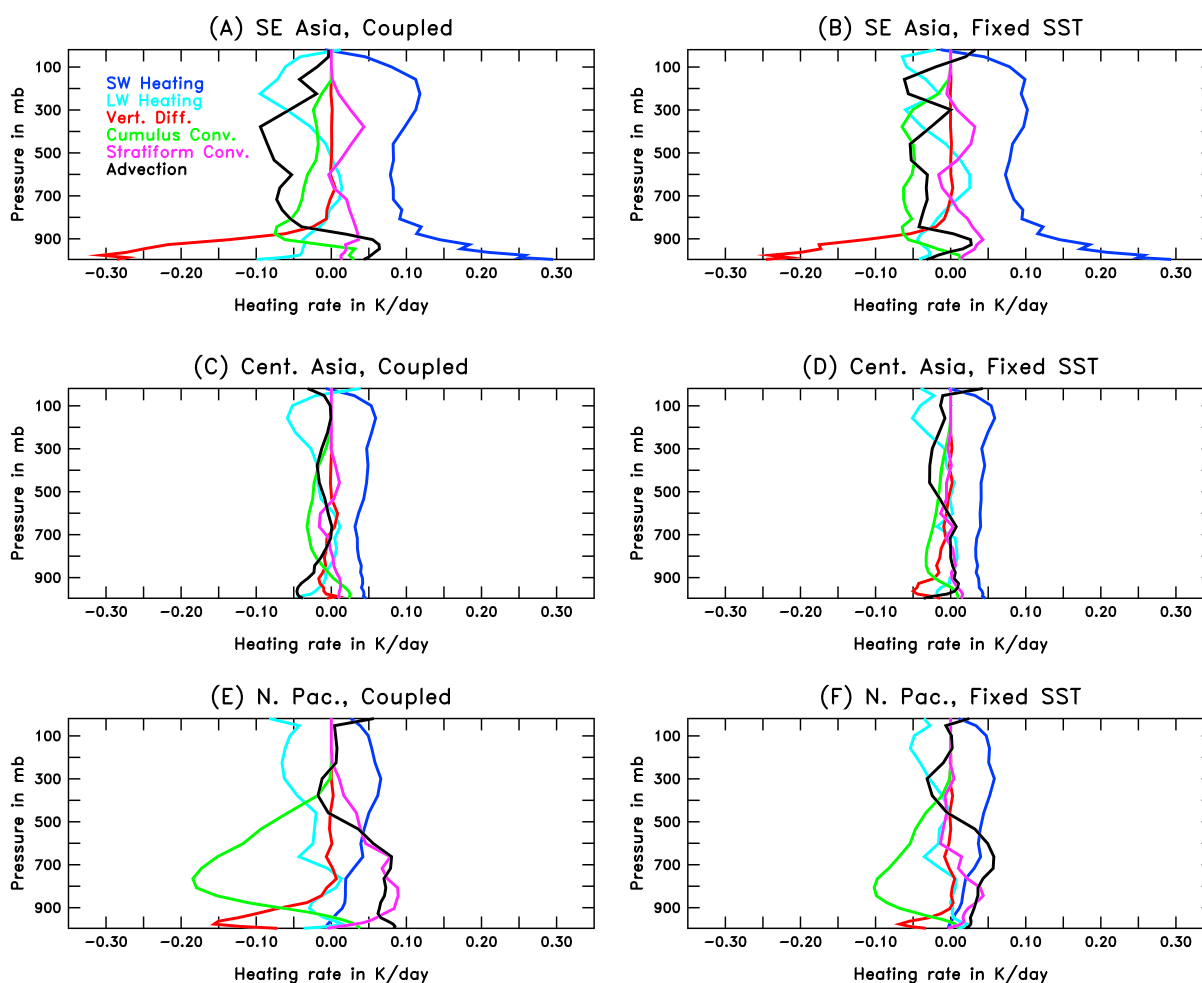 (A) SE Asia, Coupled
Pressure in mb
100
300
500
700
900
SW Heating
LW Heating
Vert. Diff.
Cumulus Conv.
Stratiform Conv.
Advection
−0.30 −0.20 −0.10 0.00 0.10 0.20 0.30
Heating rate in K/day
(B) SE Asia, Fixed SST
Pressure in mb
100
300
500
700
900
−0.30 −0.20 −0.10 0.00 0.10 0.20 0.30
Heating rate in K/day
(C) Cent. Asia, Coupled
Pressure in mb
100
300
500
700
900
−0.30 −0.20 −0.10 0.00 0.10 0.20 0.30
Heating rate in K/day
(D) Cent. Asia, Fixed SST
Pressure in mb
100
300
500
700
900
−0.30 −0.20 −0.10 0.00 0.10 0.20 0.30
Heating rate in K/day
(E) N. Pac., Coupled
Pressure in mb
100
300
500
700
900
−0.30 −0.20 −0.10 0.00 0.10 0.20 0.30
Heating rate in K/day
(F) N. Pac., Fixed SST
Pressure in mb
100
300
500
700
900
−0.30 −0.20 −0.10 0.00 0.10 0.20 0.30
Heating rate in K/day